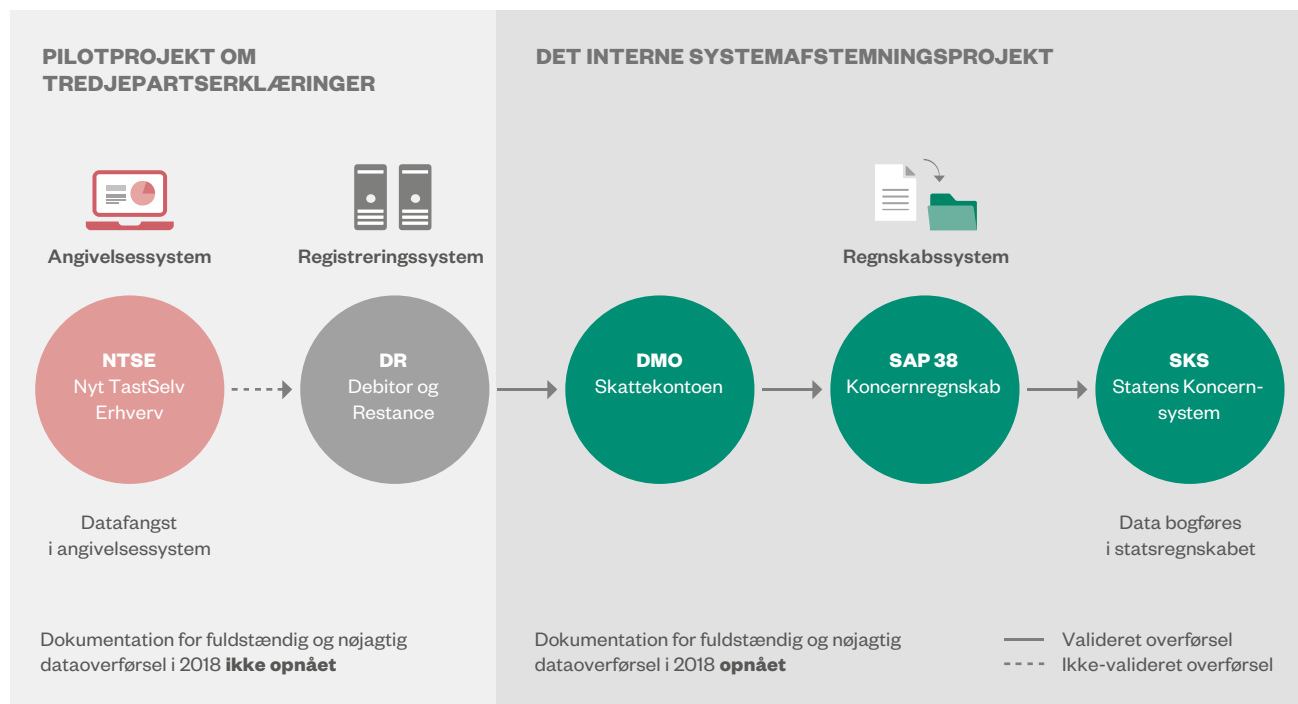 PILOTPROJEKT OM
TREDJEPARTSERKLÆRINGER
DET INTERNE SYSTEMAFSTEMNINGSPROJEKT
Angivelsessystem
Registreringssystem
Regnskabssystem
NTSE
Nyt TastSelv
Erhverv
DR
Debitor og
Restance
DMO
Skattekontoen
SAP 38
Koncernregnskab
SKS
Statens Koncern-
system
Datafangst
i angivelsessystem
Data bogføres
i statsregnskabet
Dokumentation for fuldstændig og nøjagtig
dataoverførsel i 2018 ikke opnået
Dokumentation for fuldstændig og nøjagtig
dataoverførsel i 2018 opnået
Valideret overførsel
Ikke-valideret overførsel